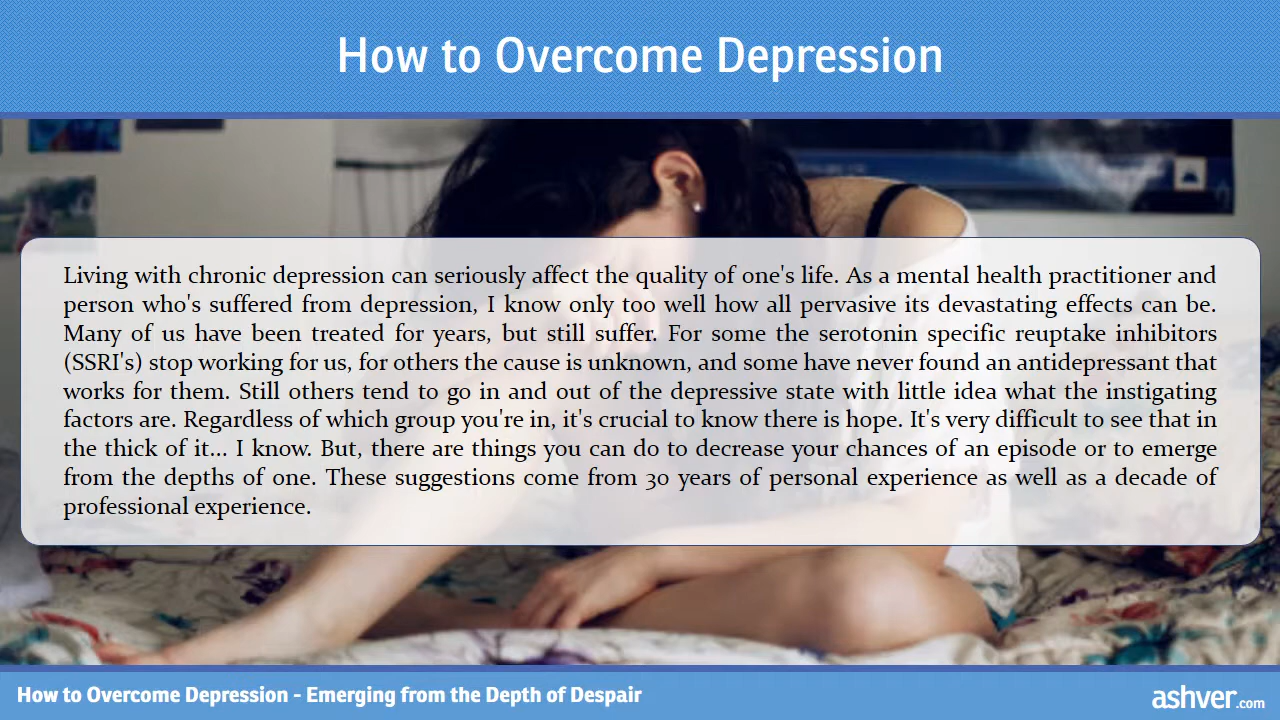 How to Overcome Depression
Living with chronic depression can seriously affect the quality of one's life. As a mental health practitioner and
person who's suffered from depression, I know only too well how all pervasive its devastating effects can be.
Many of us have been treated for years, but still suffer. For some the serotonin specific reuptake inhibitors
(SSRI's) stop working for us, for others the cause is unknown, and some have never found an antidepressant that
works for them. Still others tend to go in and out of the depressive state with little idea what the instigating
factors are. Regardless of which group you're in, it's crucial to know there is hope. It's very difficult to see that in
the thick of it... I know. But, there are things you can do to decrease your chances of an episode or to emerge
from the depths of one. These suggestions come from 30 years of personal experience as well as a decade of
professional experience.
How to Overcome Depression - Emerging from the Depth of Despair
ashver.com